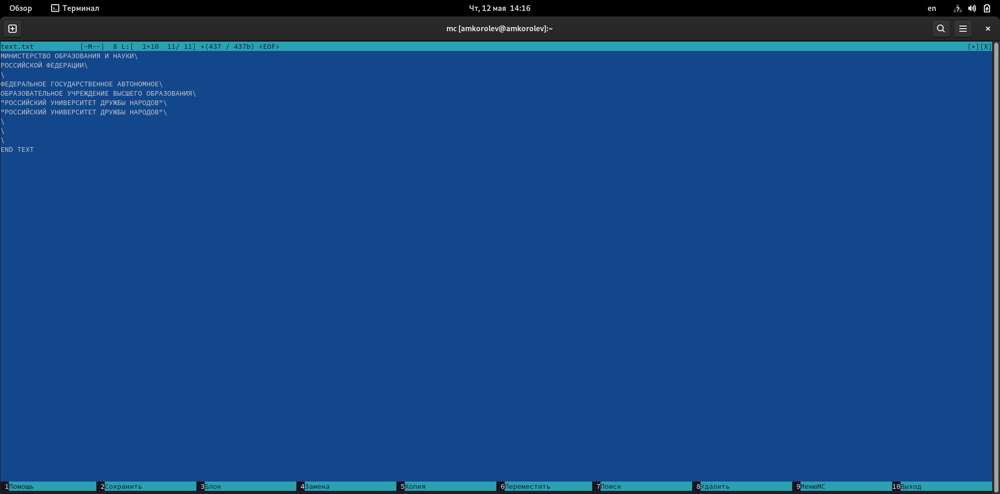 Обзор Терминал Чт, 12 мая 14:16 en
mc [amkorolev@amkorolev]:~
text.txt [-M--] 8 L:[ 1+10 11/ 11] *(437 / 437b) <EOF> [*][X]
МИНИСТЕРСТВО ОБРАЗОВАНИЯ И НАУКИ\
РОССИЙСКОЙ ФЕДЕРАЦИИ\
\
ФЕДЕРАЛЬНОЕ ГОСУДАРСТВЕННОЕ АВТОНОМНОЕ\
ОБРАЗОВАТЕЛЬНОЕ УЧРЕЖДЕНИЕ ВЫСШЕГО ОБРАЗОВАНИЯ\
"РОССИЙСКИЙ УНИВЕРСИТЕТ ДРУЖБЫ НАРОДОВ"\
"РОССИЙСКИЙ УНИВЕРСИТЕТ ДРУЖБЫ НАРОДОВ"\
\
\
\
END TEXT
1Помощь 2Сохранить 3Блок 4Замена 5Копия 6Переместить 7Поиск 8Удалить 9МенюМС 10Выход